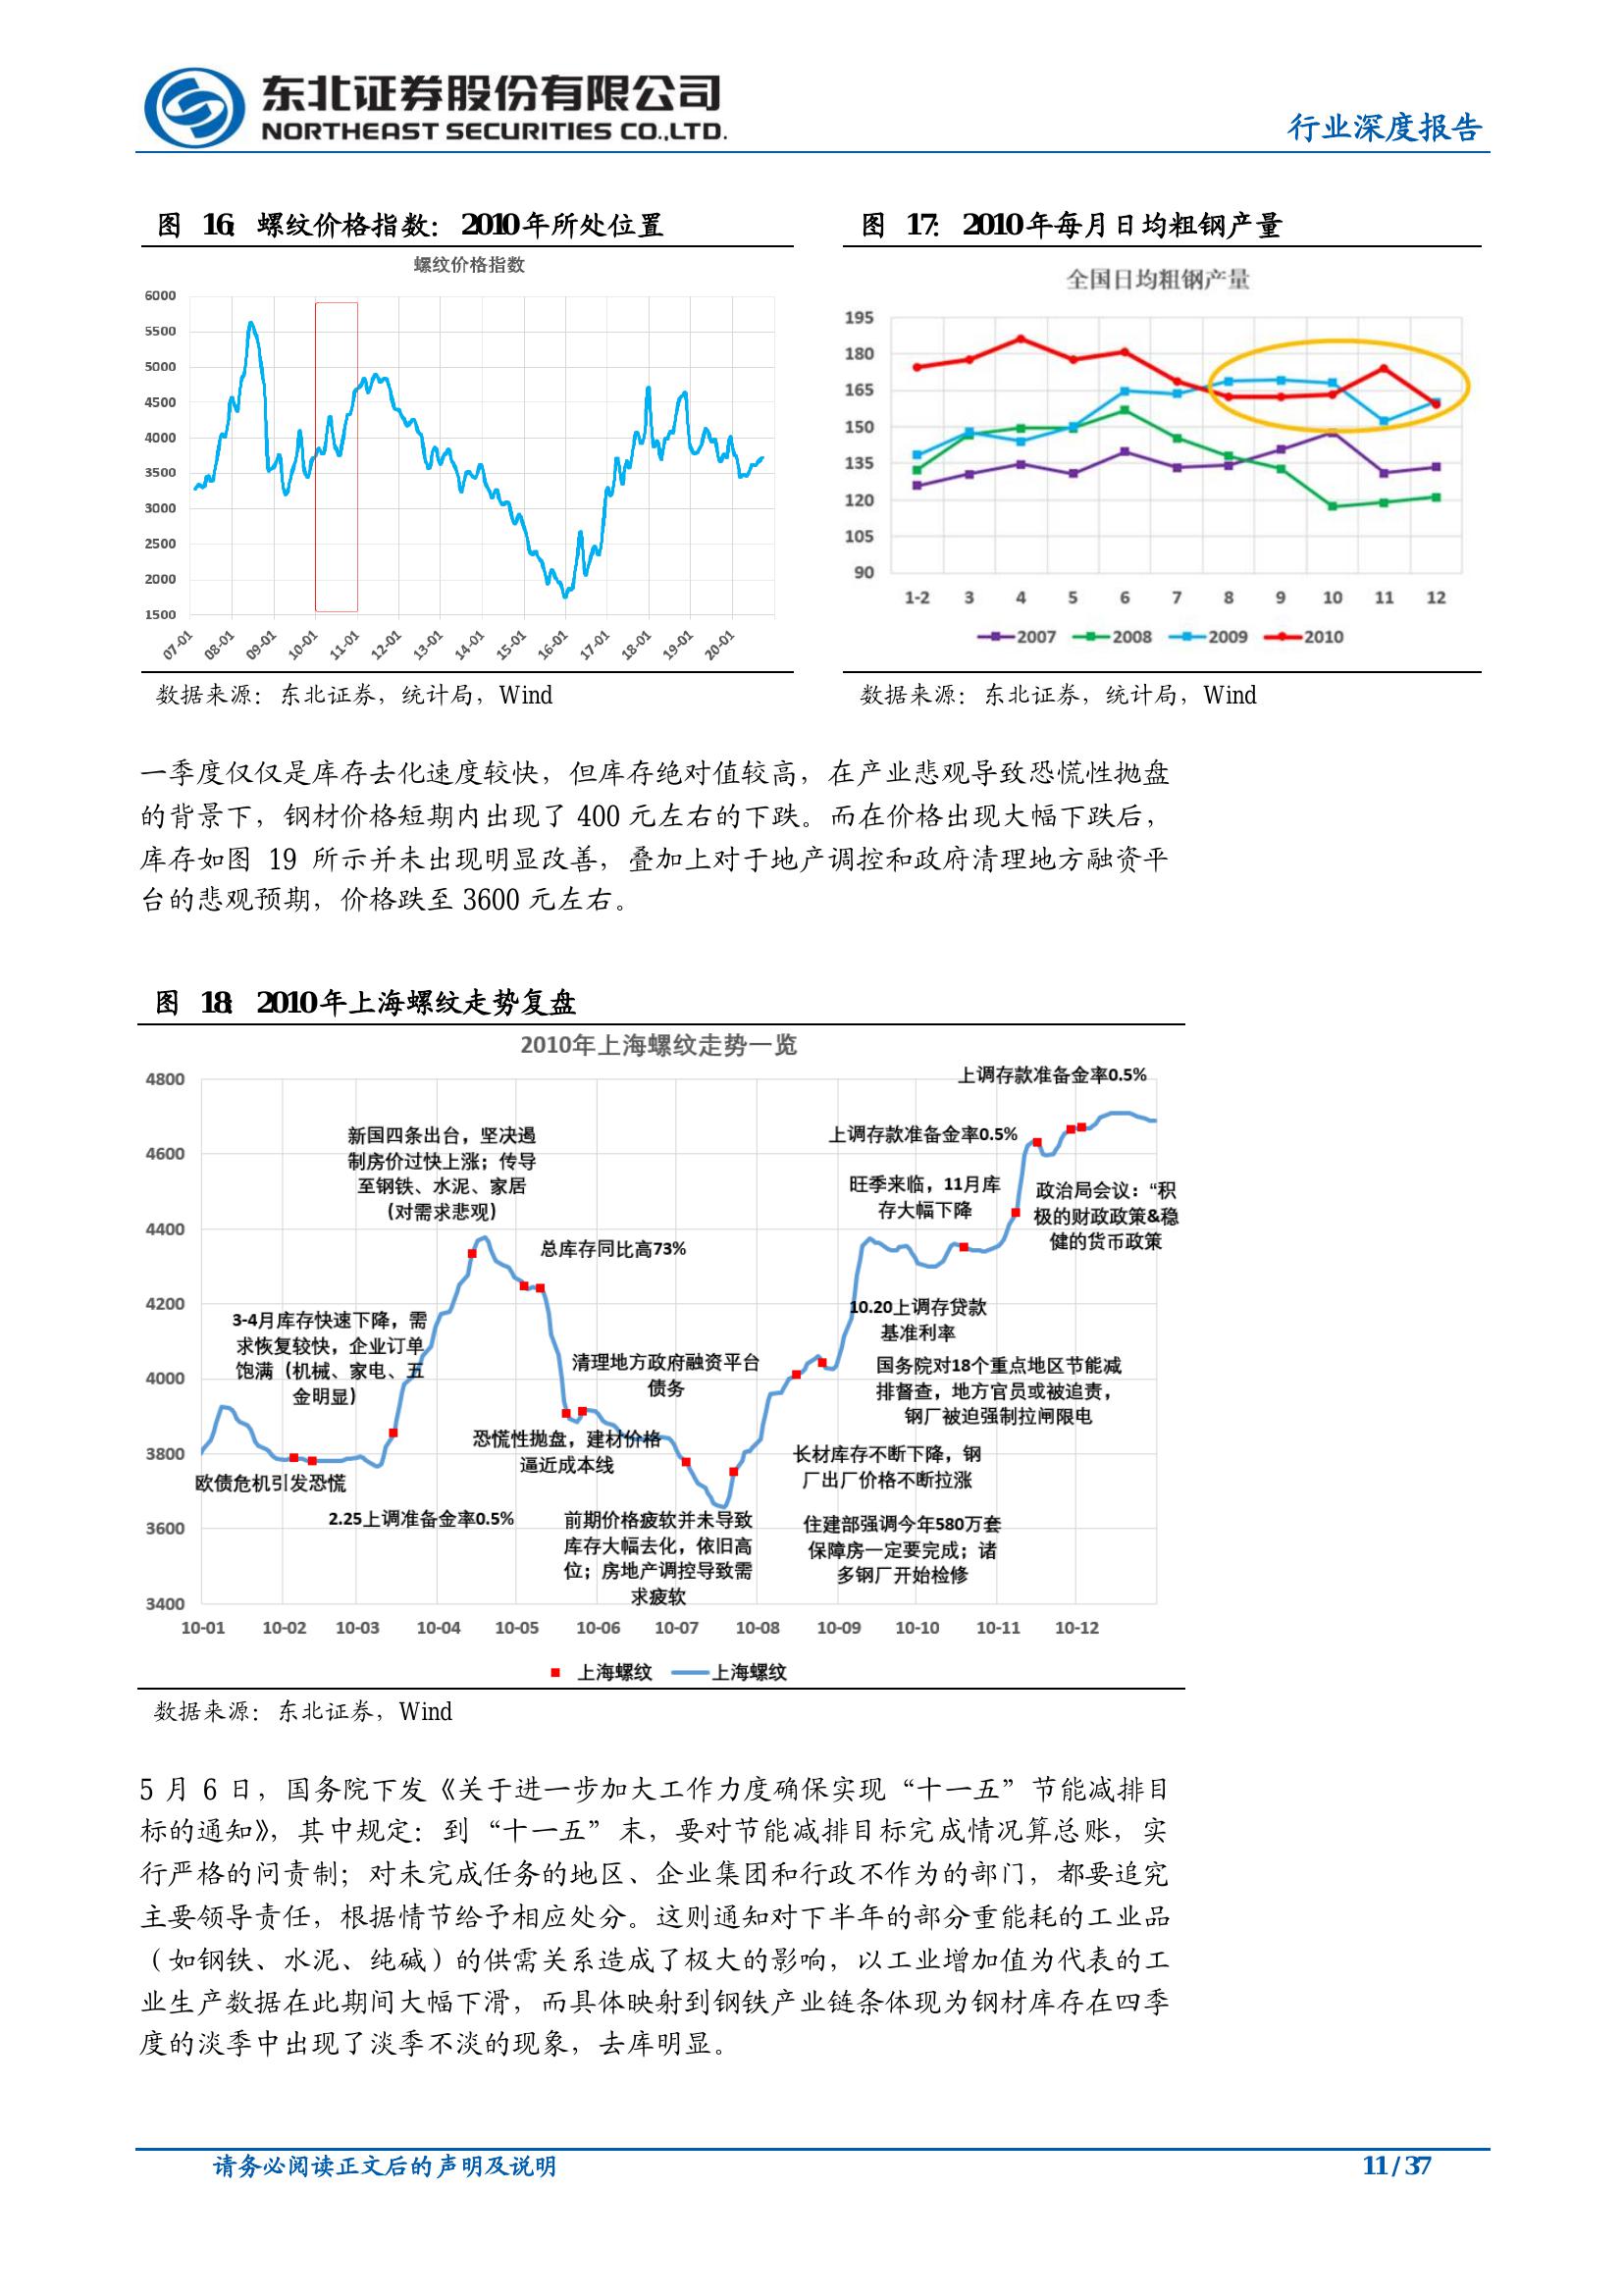 东北证券股份有限公司
NORTHEAST SECURITIES CO.,LTD.
行业深度报告
图 16: 螺纹价格指数：2010年所处位置
螺纹价格指数
6000
5500
5000
4500
4000
3500
3000
2500
2000
1500
07-01 08-01 09-01 10-01 11-01 12-01 13-01 14-01 15-01 16-01 17-01 18-01 19-01 20-01
数据来源：东北证券，统计局，Wind
图 17: 2010年每月日均粗钢产量
全国日均粗钢产量
195
180
165
150
135
120
105
90
1-2 3 4 5 6 7 8 9 10 11 12
2007 2008 2009 2010
数据来源：东北证券，统计局，Wind
一季度仅仅是库存去化速度较快，但库存绝对值较高，在产业悲观导致恐慌性抛盘
的背景下，钢材价格短期内出现了 400 元左右的下跌。而在价格出现大幅下跌后，
库存如图 19 所示并未出现明显改善，叠加上对于地产调控和政府清理地方融资平
台的悲观预期，价格跌至 3600 元左右。
图 18: 2010年上海螺纹走势复盘
2010年上海螺纹走势一览
4800
4600
4400
4200
4000
3800
3600
3400
上调存款准备金率0.5%
新国四条出台，坚决遏
制房价过快上涨；传导
至钢铁、水泥、家居
（对需求悲观）
上调存款准备金率0.5%
旺季来临，11月库
存大幅下降
政治局会议：“积
极的财政政策&稳
健的货币政策
总库存同比高73%
3-4月库存快速下降，需
求恢复较快，企业订单
饱满（机械、家电、五
金明显）
10.20上调存贷款
基准利率
清理地方政府融资平台
债务
国务院对18个重点地区节能减
排督查，地方官员或被追责，
钢厂被迫强制拉闸限电
恐慌性抛盘，建材价格
逼近成本线
长材库存不断下降，钢
厂出厂价格不断拉涨
欧债危机引发恐慌
2.25上调准备金率0.5%
前期价格疲软并未导致
库存大幅去化，依旧高
位；房地产调控导致需
求疲软
住建部强调今年580万套
保障房一定要完成；诸
多钢厂开始检修
10-01 10-02 10-03 10-04 10-05 10-06 10-07 10-08 10-09 10-10 10-11 10-12
上海螺纹 上海螺纹
数据来源：东北证券，Wind
5 月 6 日，国务院下发《关于进一步加大工作力度确保实现“十一五”节能减排目
标的通知》，其中规定：到“十一五”末，要对节能减排目标完成情况算总账，实
行严格的问责制；对未完成任务的地区、企业集团和行政不作为的部门，都要追究
主要领导责任，根据情节给予相应处分。这则通知对下半年的部分重能耗的工业品
（如钢铁、水泥、纯碱）的供需关系造成了极大的影响，以工业增加值为代表的工
业生产数据在此期间大幅下滑，而具体映射到钢铁产业链条体现为钢材库存在四季
度的淡季中出现了淡季不淡的现象，去库明显。
请务必阅读正文后的声明及说明
11 / 37